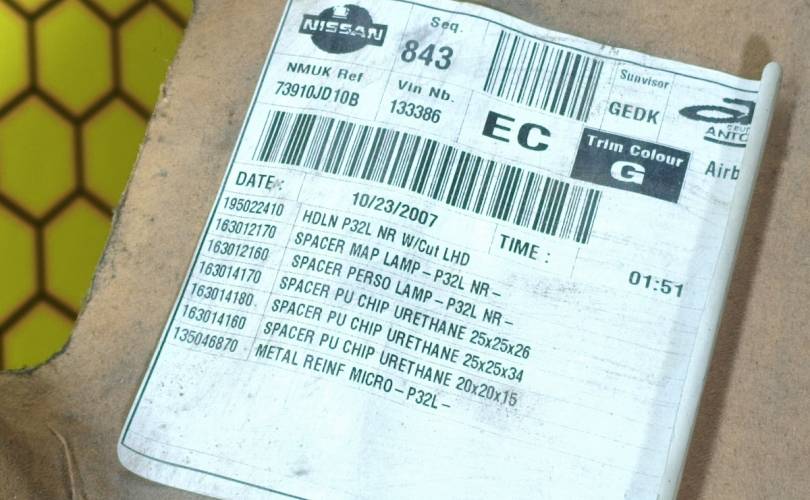 NISSAN
Seq.
843
Sunvisor
GEDK
NMUK Ref
73910JD10B
Vin Nb.
133386
EC
Trim Colour
G
ANTO
Airb
DATE:
10/23/2007
TIME :
01:51
195022410 HDLN P32L NR W/Cut LHD
163012170 SPACER MAP LAMP – P32L NR –
163012160 SPACER PERSO LAMP – P32L NR –
163014170 SPACER PU CHIP URETHANE 25x25x26
163014180 SPACER PU CHIP URETHANE 25x25x34
163014160 SPACER PU CHIP URETHANE 20x20x15
135046870 METAL REINF MICRO – P32L –